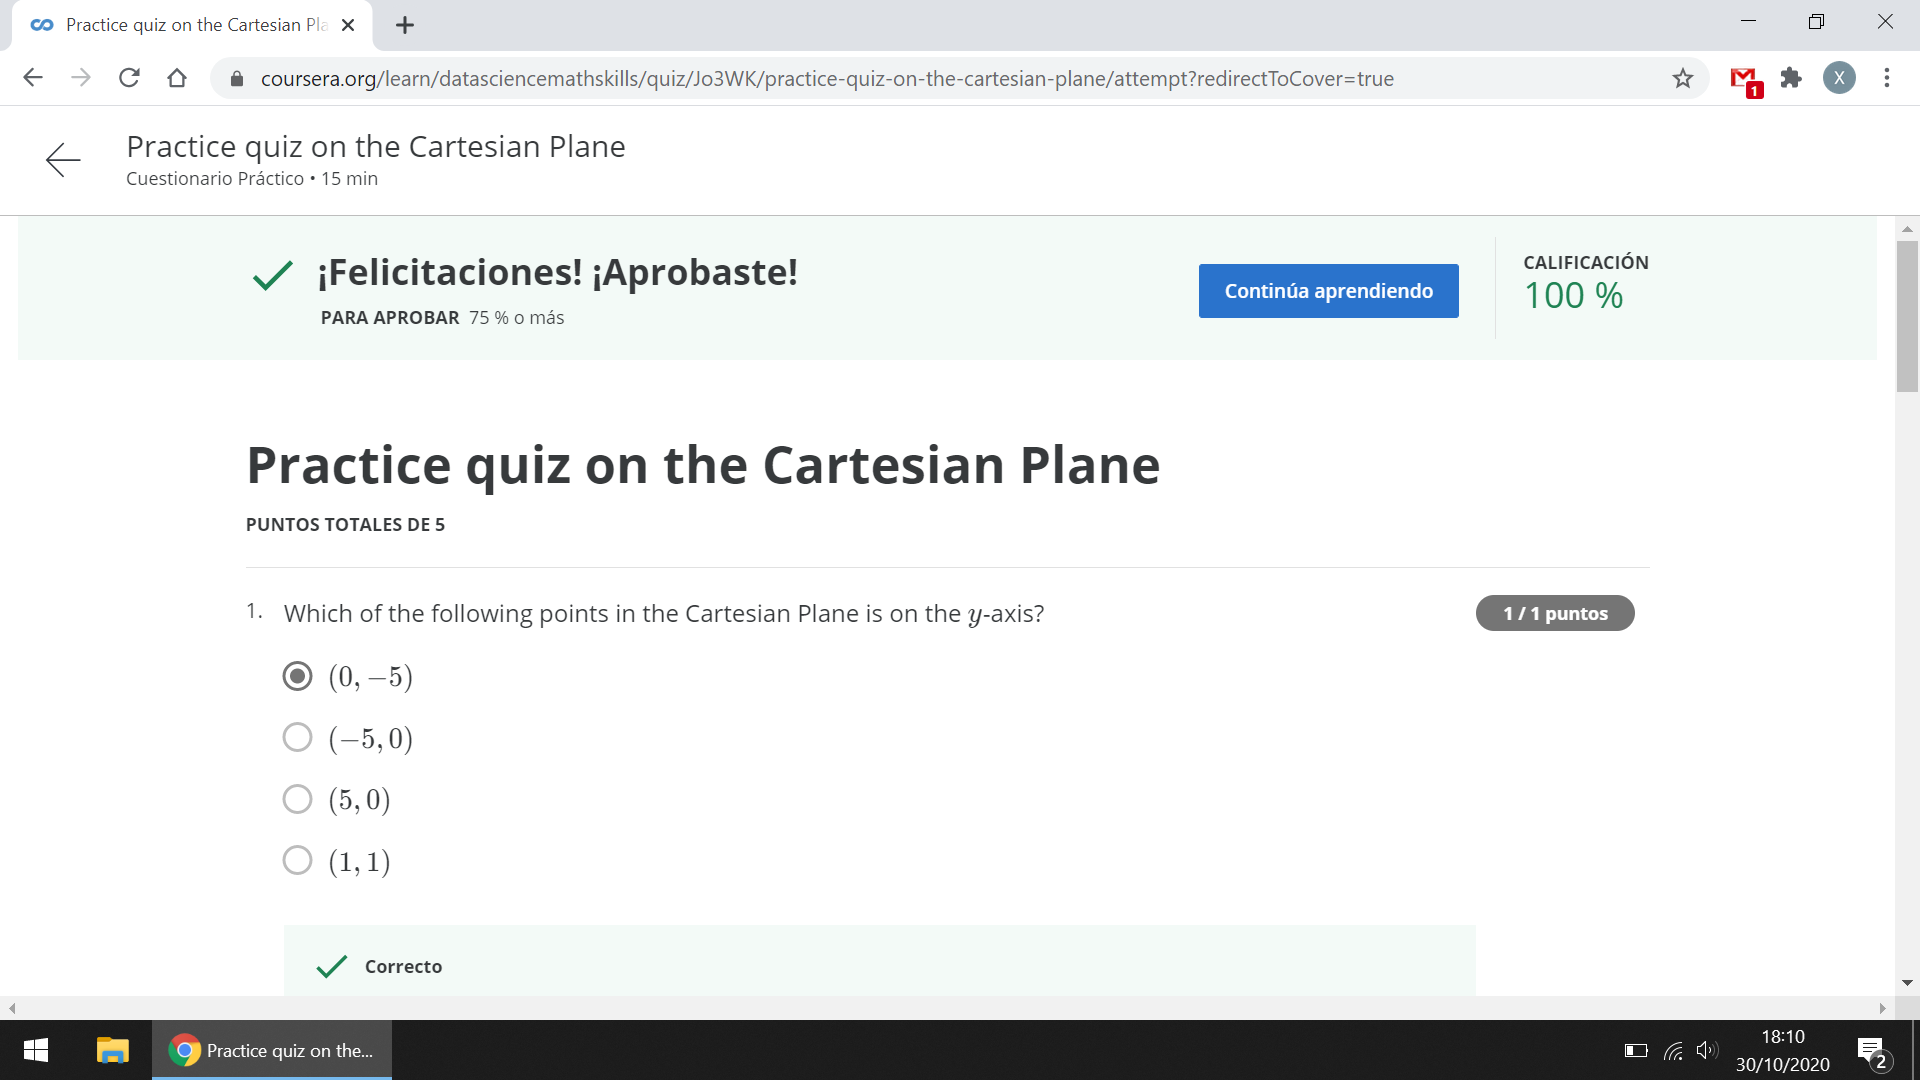 Practice quiz on the Cartesian Pla
coursera.org/learn/datasciencemathskills/quiz/Jo3WK/practice-quiz-on-the-cartesian-plane/attempt?redirectToCover=true
1
X
Practice quiz on the Cartesian Plane
Cuestionario Práctico • 15 min
¡Felicitaciones! ¡Aprobaste!
PARA APROBAR 75 % o más
Continúa aprendiendo
CALIFICACIÓN
100 %
Practice quiz on the Cartesian Plane
PUNTOS TOTALES DE 5
1. Which of the following points in the Cartesian Plane is on the y-axis?
1 / 1 puntos
(0, −5)
(−5, 0)
(5, 0)
(1, 1)
Correcto
Practice quiz on the...
18:10
30/10/2020
2